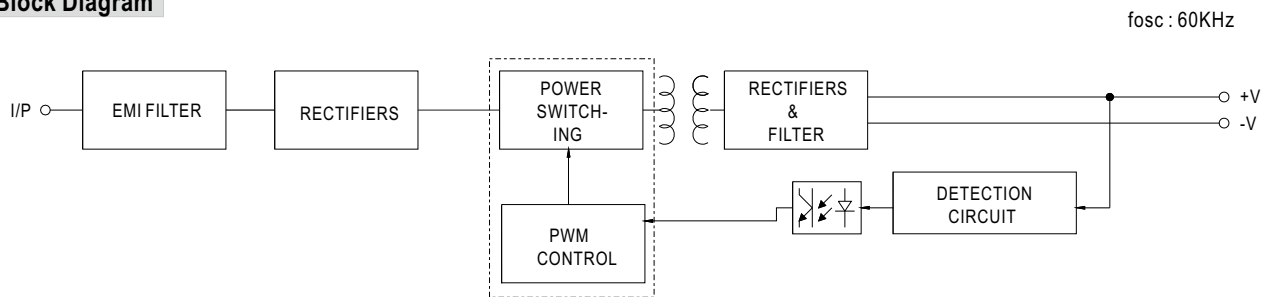 Block Diagram
fosc : 60KHz
I/P
EMI FILTER
RECTIFIERS
POWER
SWITCH-
ING
RECTIFIERS
&
FILTER
+V
-V
PWM
CONTROL
DETECTION
CIRCUIT